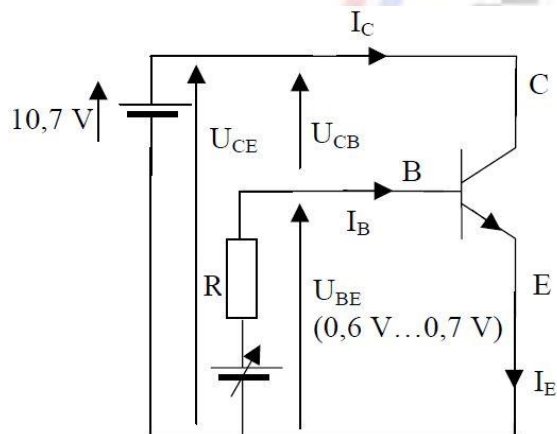 I_C
C
10,7 V
U_CE
U_CB
B
I_B
R
U_BE
(0,6 V…0,7 V)
E
I_E